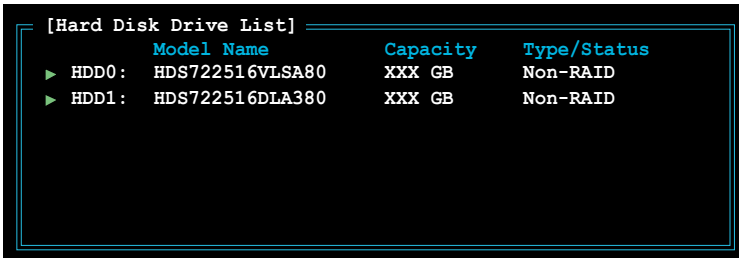 [Hard Disk Drive List]
Model Name Capacity Type/Status
HDD0: HDS722516VLSA80 XXX GB Non-RAID
HDD1: HDS722516DLA380 XXX GB Non-RAID